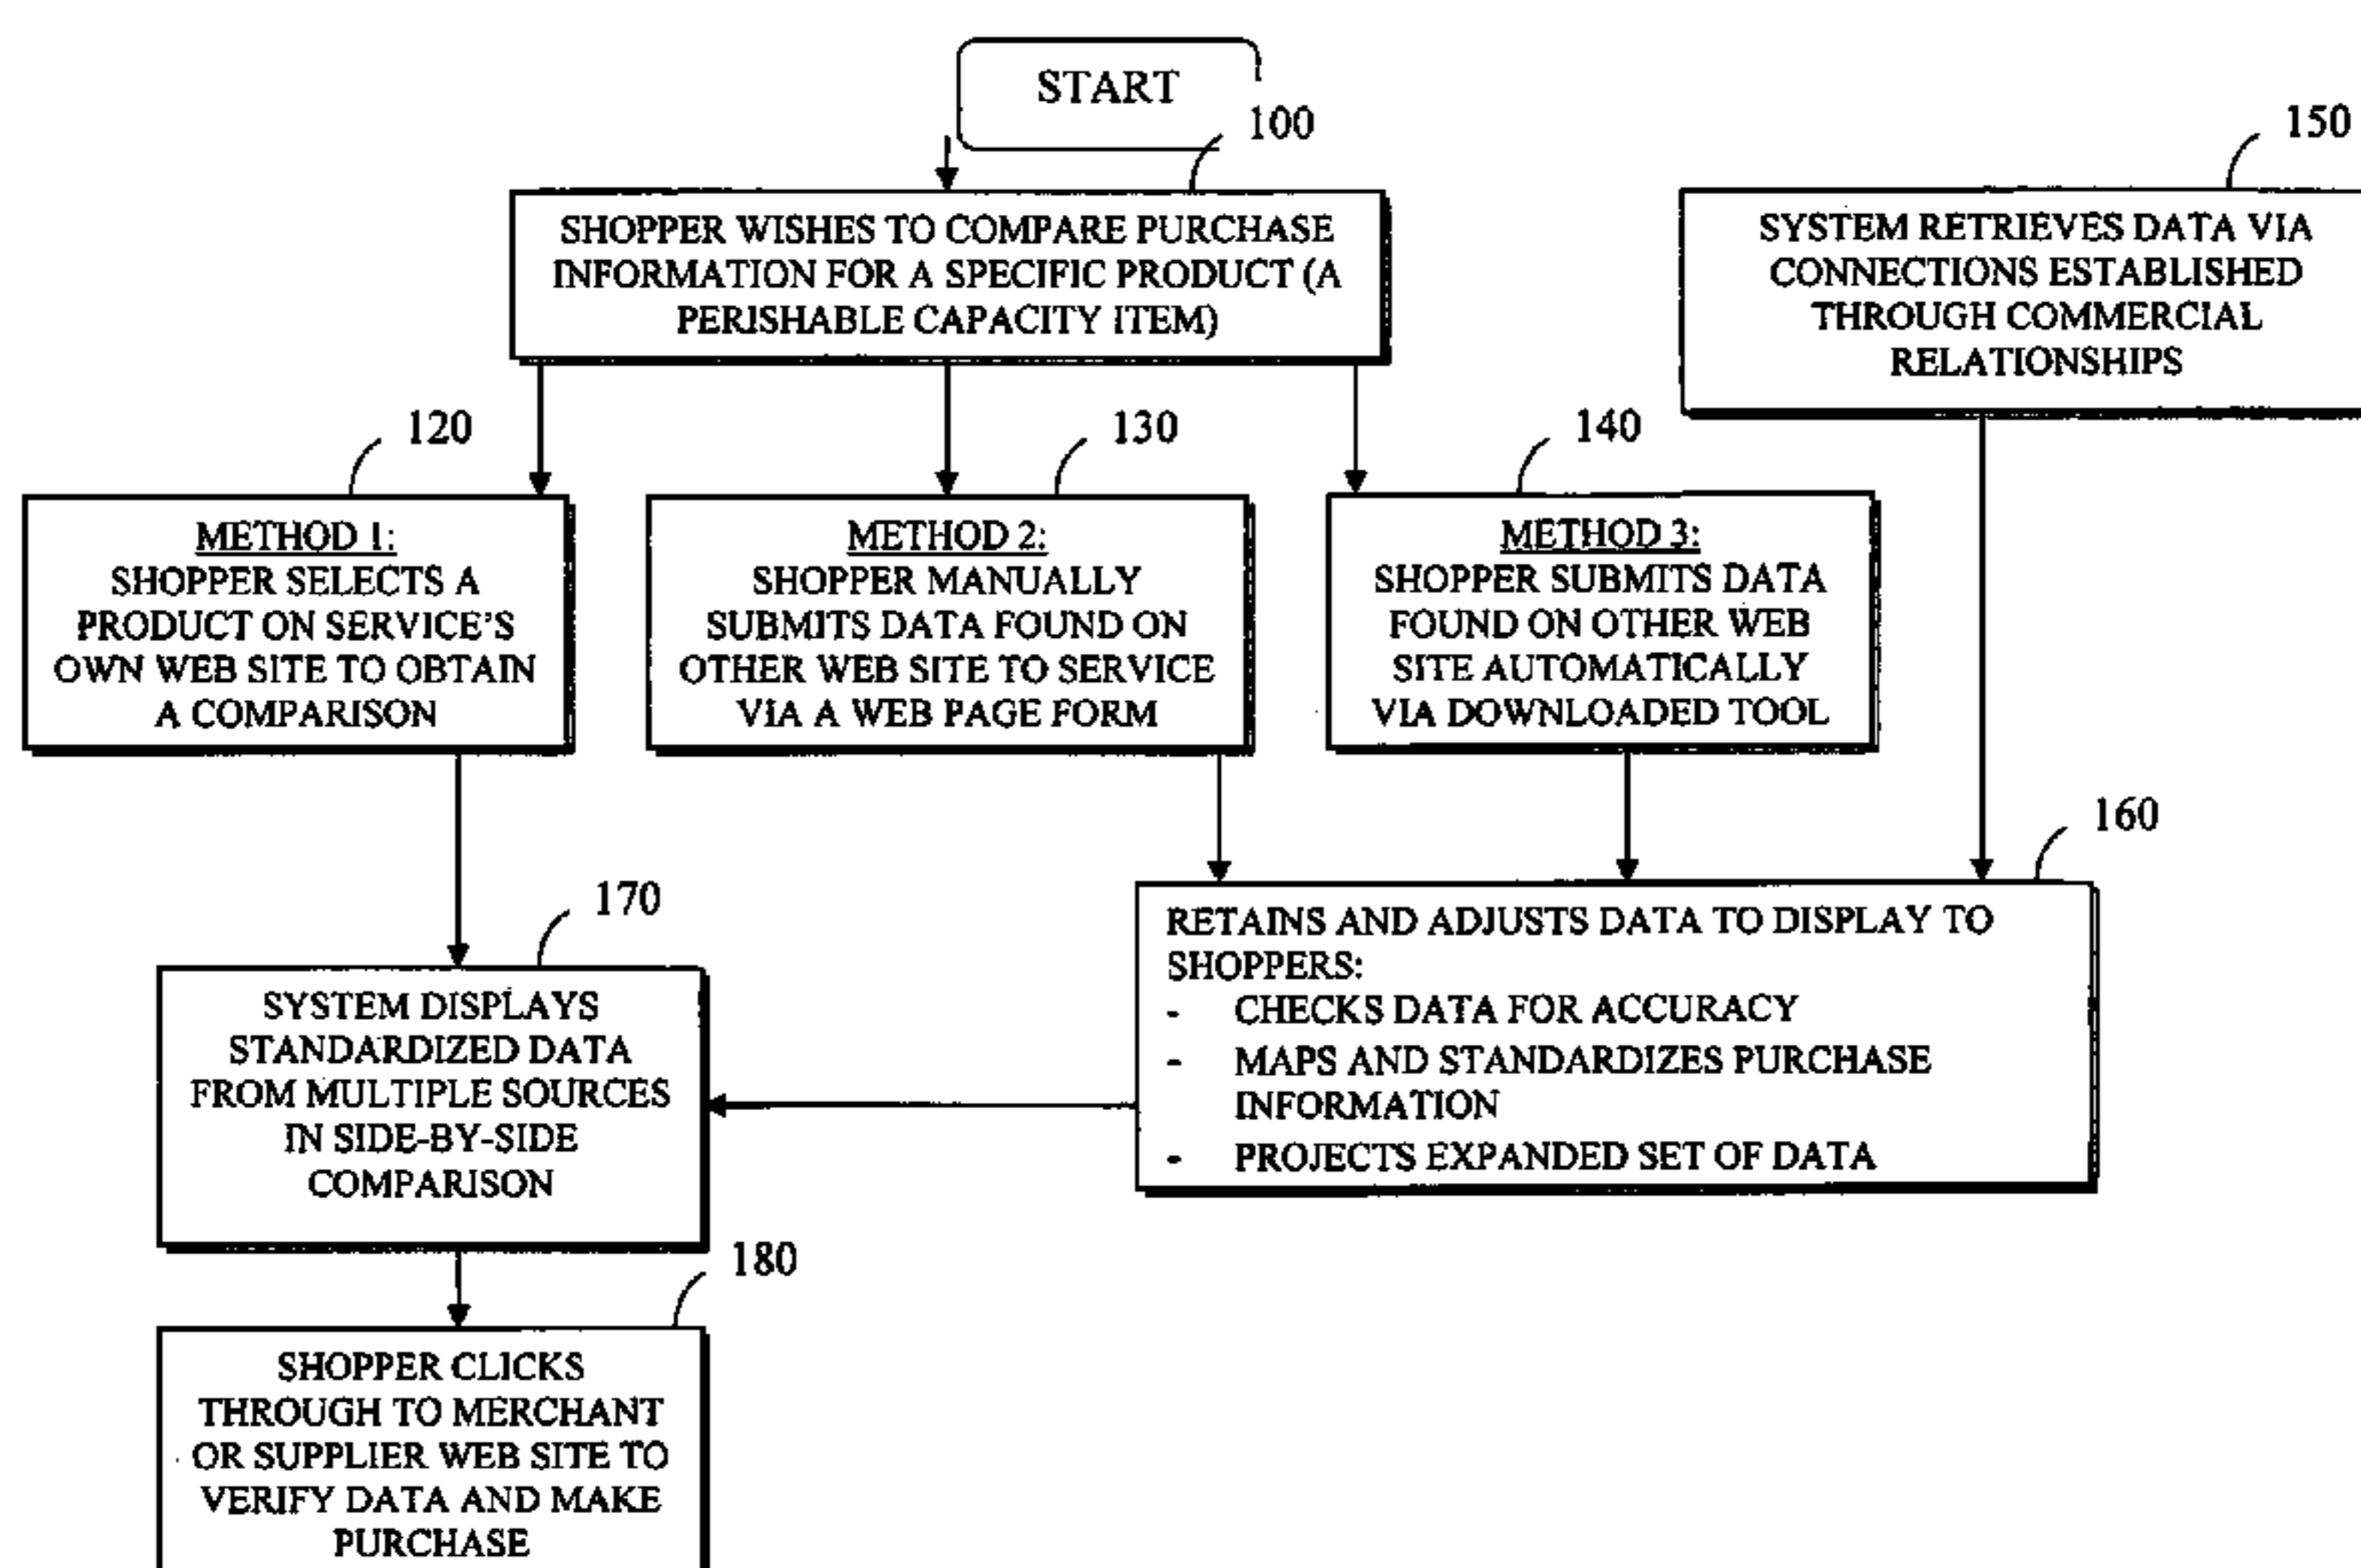 START
100
150
SHOPPER WISHES TO COMPARE PURCHASE
INFORMATION FOR A SPECIFIC PRODUCT (A
PERISHABLE CAPACITY ITEM)
SYSTEM RETRIEVES DATA VIA
CONNECTIONS ESTABLISHED
THROUGH COMMERCIAL
RELATIONSHIPS
120
130
140
METHOD 1:
SHOPPER SELECTS A
PRODUCT ON SERVICE'S
OWN WEB SITE TO OBTAIN
A COMPARISON
METHOD 2:
SHOPPER MANUALLY
SUBMITS DATA FOUND ON
OTHER WEB SITE TO SERVICE
VIA A WEB PAGE FORM
METHOD 3:
SHOPPER SUBMITS DATA
FOUND ON OTHER WEB
SITE AUTOMATICALLY
VIA DOWNLOADED TOOL
160
170
RETAINS AND ADJUSTS DATA TO DISPLAY TO
SHOPPERS:
- CHECKS DATA FOR ACCURACY
- MAPS AND STANDARDIZES PURCHASE
INFORMATION
- PROJECTS EXPANDED SET OF DATA
SYSTEM DISPLAYS
STANDARDIZED DATA
FROM MULTIPLE SOURCES
IN SIDE-BY-SIDE
COMPARISON
180
SHOPPER CLICKS
THROUGH TO MERCHANT
OR SUPPLIER WEB SITE TO
VERIFY DATA AND MAKE
PURCHASE